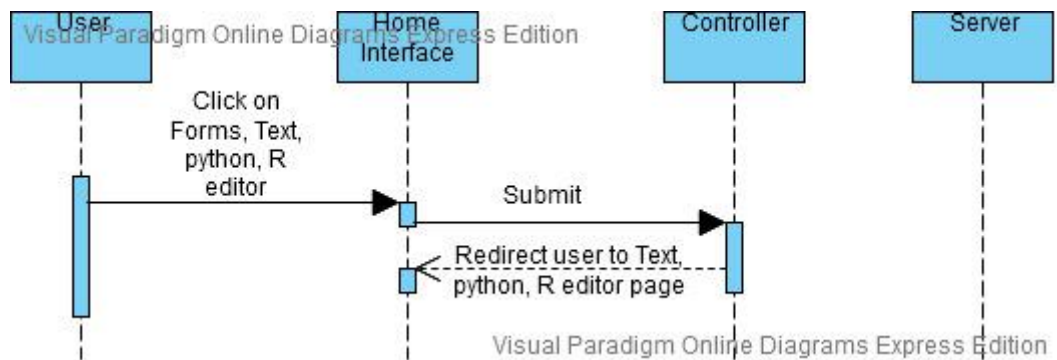 User
Home
Interface
Controller
Server
Visual Paradigm Online Diagrams Express Edition
Click on
Forms, Text,
python, R
editor
Submit
Redirect user to Text,
python, R editor page
Visual Paradigm Online Diagrams Express Edition